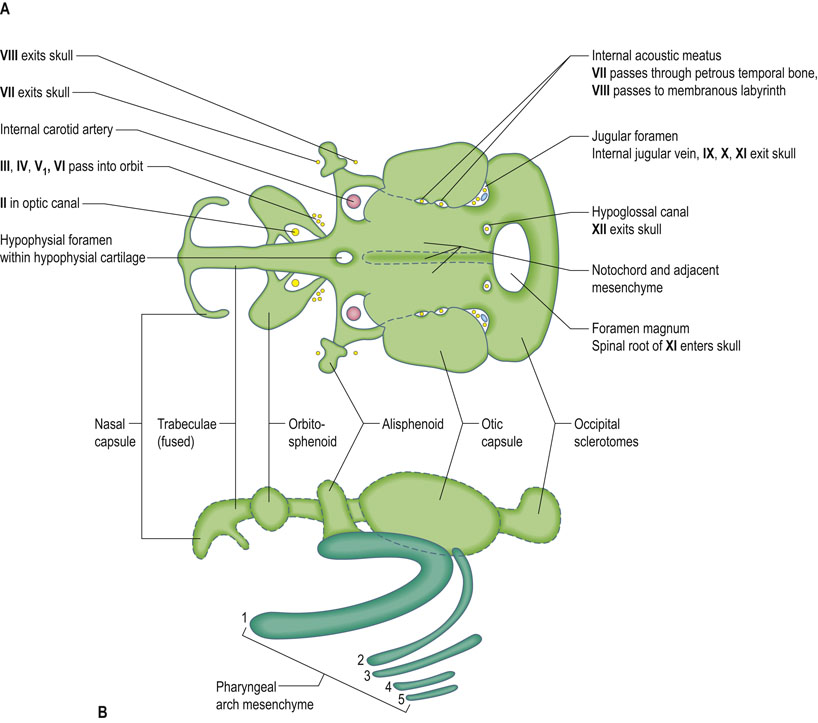 A
VIII exits skull
VII exits skull
Internal carotid artery
III, IV, V1, VI pass into orbit
II in optic canal
Hypophysial foramen
within hypophysial cartilage
Internal acoustic meatus
VII passes through petrous temporal bone,
VIII passes to membranous labyrinth
Jugular foramen
Internal jugular vein, IX, X, XI exit skull
Hypoglossal canal
XII exits skull
Notochord and adjacent
mesenchyme
Foramen magnum
Spinal root of XI enters skull
Nasal
capsule
Trabeculae
(fused)
Orbito-
sphenoid
Alisphenoid
Otic
capsule
Occipital
sclerotomes
1
2
3
4
5
Pharyngeal
arch mesenchyme
B